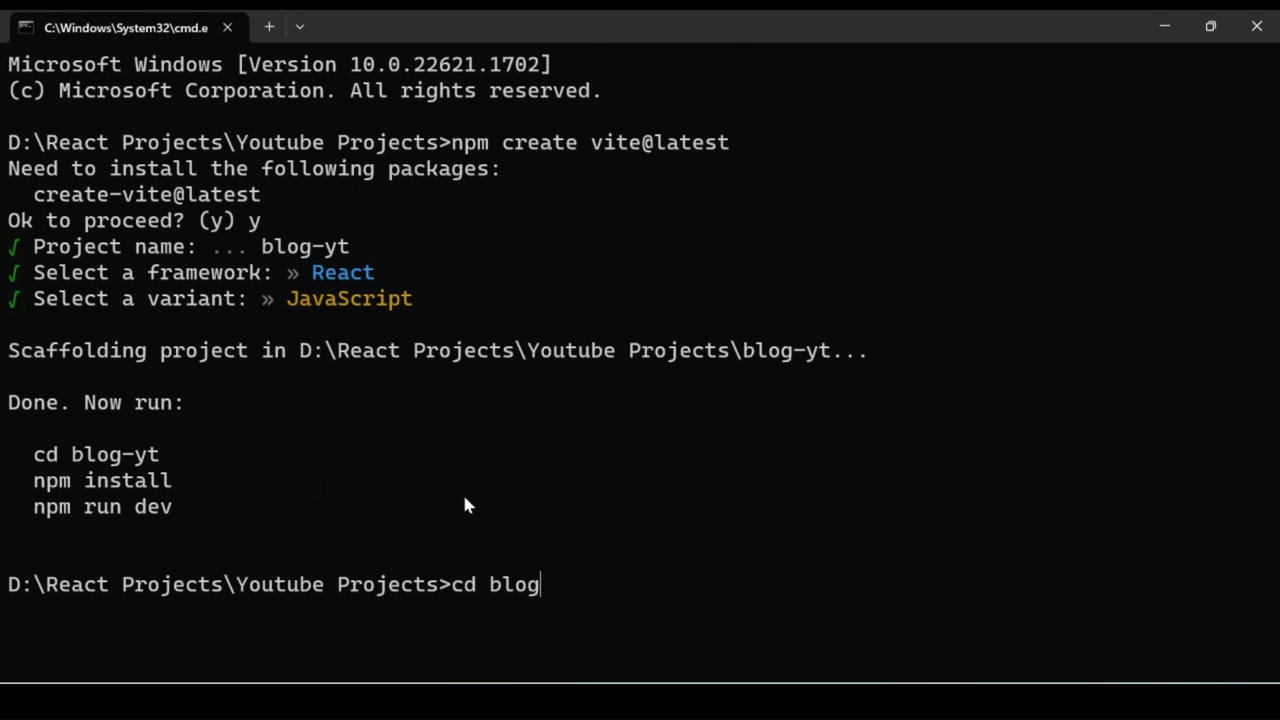 C:\Windows\System32\cmd.e
Microsoft Windows [Version 10.0.22621.1702]
(c) Microsoft Corporation. All rights reserved.
D:\React Projects\Youtube Projects>npm create vite@latest
Need to install the following packages:
  create-vite@latest
Ok to proceed? (y) y
√ Project name: ... blog-yt
√ Select a framework: » React
√ Select a variant: » JavaScript
Scaffolding project in D:\React Projects\Youtube Projects\blog-yt...
Done. Now run:
  cd blog-yt
  npm install
  npm run dev
D:\React Projects\Youtube Projects>cd blog